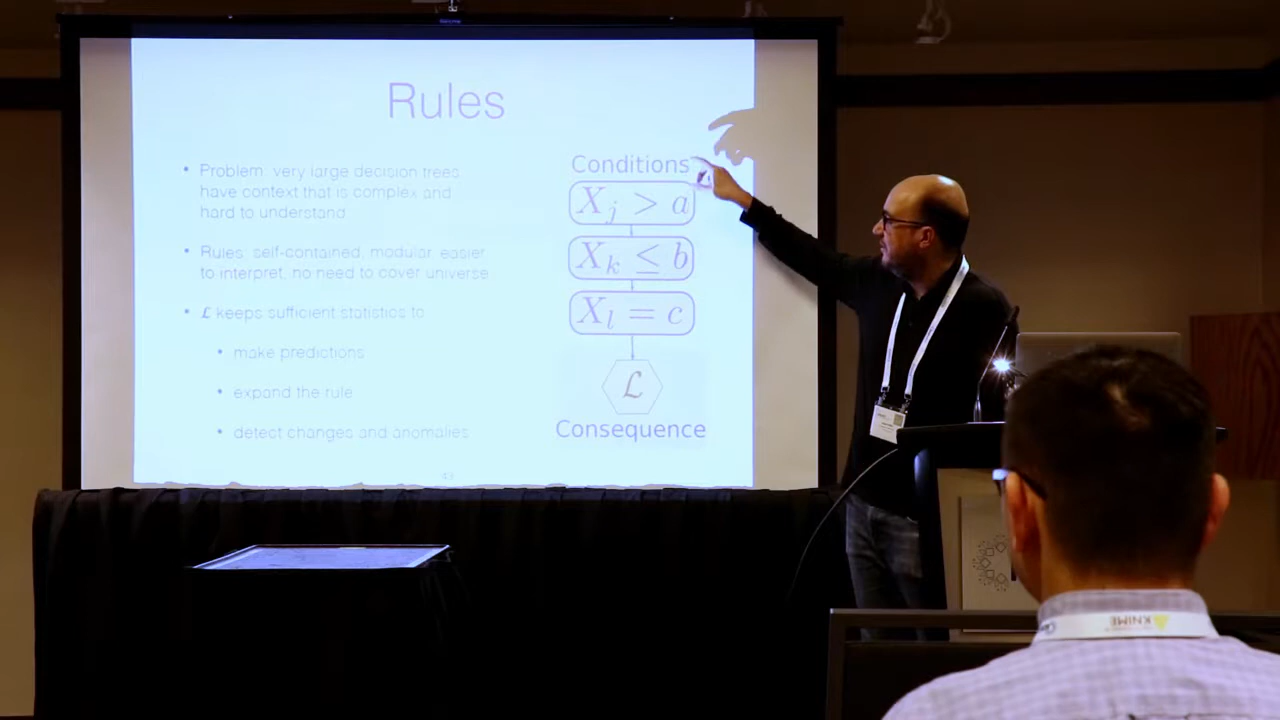 Rules
• Problem: very large decision trees
have context that is complex and
hard to understand
• Rules: self-contained, modular easier
to interpret, no need to cover universe
• ℒ keeps sufficient statistics to
• make predictions
• expand the rule
• detect changes and anomalies
Conditions
X_j > a
X_k ≤ b
X_l = c
ℒ
Consequence
43
KNIME